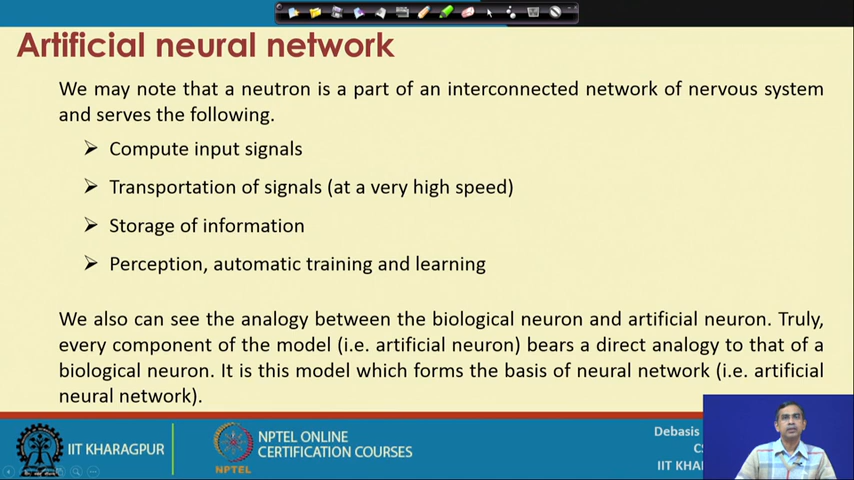 Artificial neural network
We may note that a neutron is a part of an interconnected network of nervous system
and serves the following.
Compute input signals
Transportation of signals (at a very high speed)
Storage of information
Perception, automatic training and learning
We also can see the analogy between the biological neuron and artificial neuron. Truly,
every component of the model (i.e. artificial neuron) bears a direct analogy to that of a
biological neuron. It is this model which forms the basis of neural network (i.e. artificial
neural network).
IIT KHARAGPUR
NPTEL
NPTEL ONLINE
CERTIFICATION COURSES
Debasis
CS
IIT KHA